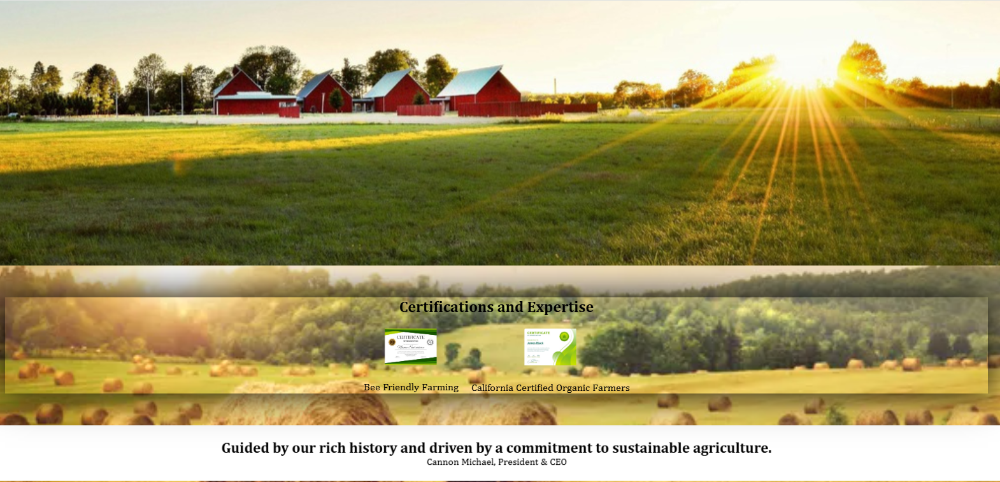 Certifications and Expertise
CERTIFICATE
OF RECOGNITION
CERTIFICATE
James Black
Bee Friendly Farming
California Certified Organic Farmers
Guided by our rich history and driven by a commitment to sustainable agriculture.
Cannon Michael, President & CEO